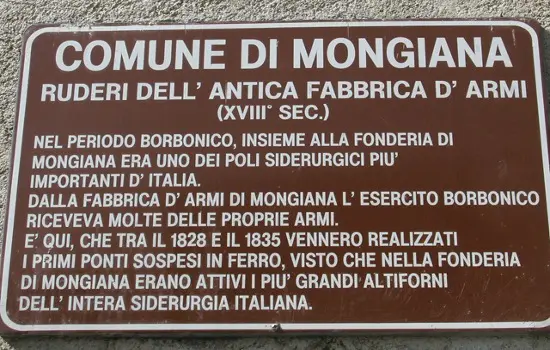 COMUNE DI MONGIANA
RUDERI DELL' ANTICA FABBRICA D' ARMI
(XVIII° SEC.)
NEL PERIODO BORBONICO, INSIEME ALLA FONDERIA DI
MONGIANA ERA UNO DEI POLI SIDERURGICI PIU'
IMPORTANTI D' ITALIA.
DALLA FABBRICA D' ARMI DI MONGIANA L' ESERCITO BORBONICO
RICEVEVA MOLTE DELLE PROPRIE ARMI.
E' QUI, CHE TRA IL 1828 E IL 1835 VENNERO REALIZZATI
I PRIMI PONTI SOSPESI IN FERRO, VISTO CHE NELLA FONDERIA
DI MONGIANA ERANO ATTIVI I PIU' GRANDI ALTIFORNI
DELL' INTERA SIDERURGIA ITALIANA.